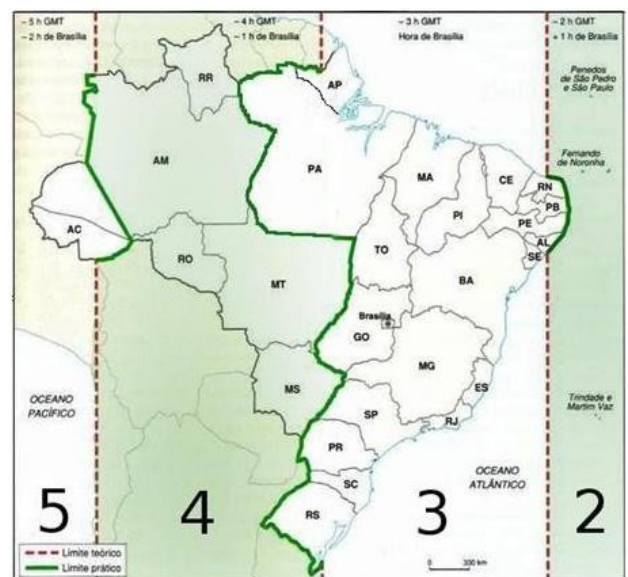 – 5 h GMT
– 2 h de Brasília
– 4 h GMT
– 1 h de Brasília
– 3 h GMT
Hora de Brasília
– 2 h GMT
+ 1 h de Brasília
Penedos
de São Pedro
e São Paulo
RR
AP
AM
PA
MA
CE
Fernando
de Noronha
RN
PB
PI
PE
AC
AL
TO
SE
RO
MT
BA
Brasília
GO
MG
MS
ES
OCEANO
PACÍFICO
Trindade e
Martim Vaz
SP
RJ
PR
OCEANO
ATLÂNTICO
SC
RS
5
4
3
2
Limite teórico
Limite prático
0 300 km